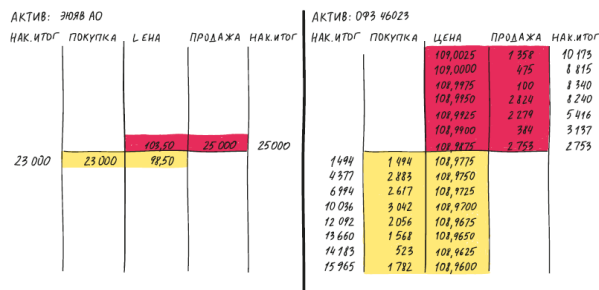 АКТИВ: ЭЮЯВ АО
НАК.ИТОГ ПОКУПКА ЦЕНА ПРОДАЖА НАК.ИТОГ
103,50 25 000 25000
23 000 23 000 98,50
АКТИВ: ОФЗ 46023
НАК.ИТОГ ПОКУПКА ЦЕНА ПРОДАЖА НАК.ИТОГ
109,0025 1 358 10 173
109,0000 475 8 815
108,9975 100 8 340
108,9950 2 824 8 240
108,9925 2 279 5 416
108,9900 384 3 137
108,9875 2 753 2 753
1 494 1 494 108,9775
4 377 2 883 108,9750
6 994 2 617 108,9725
10 036 3 042 108,9700
12 092 2 056 108,9675
13 660 1 568 108,9650
14 183 523 108,9625
15 965 1 782 108,9600